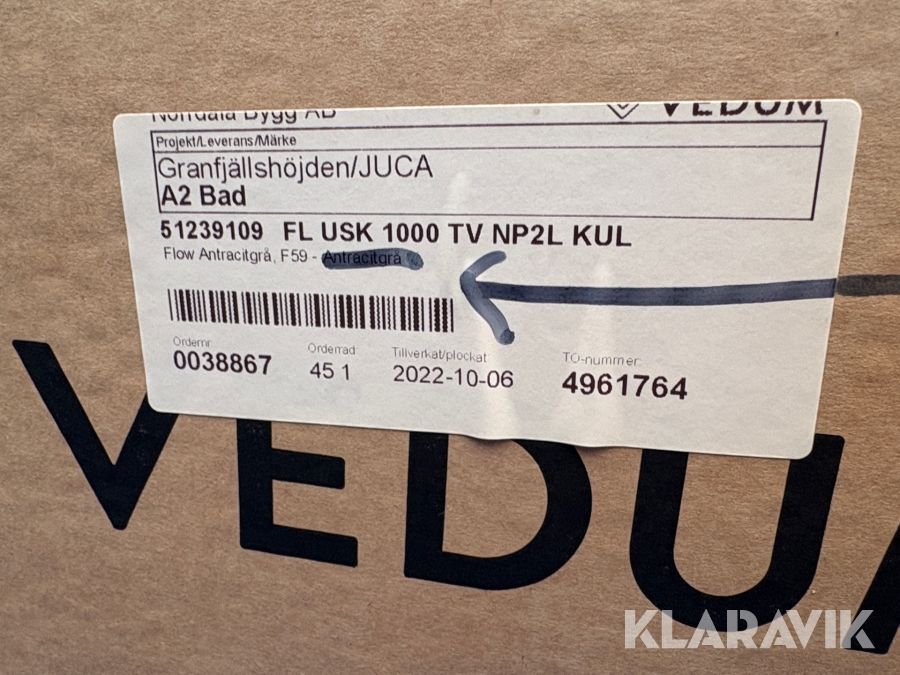 Norrdala Bygg AB
VEDUM
Projekt/Leverans/Märke
Granfjällshöjden/JUCA
A2 Bad
51239109 FL USK 1000 TV NP2L KUL
Flow Antracitgrå, F59 - Antracitgrå
Ordernr
0038867
Orderrad
45 1
Tillverkat/plockat
2022-10-06
TO-nummer
4961764
VEDU
KLARAVIK